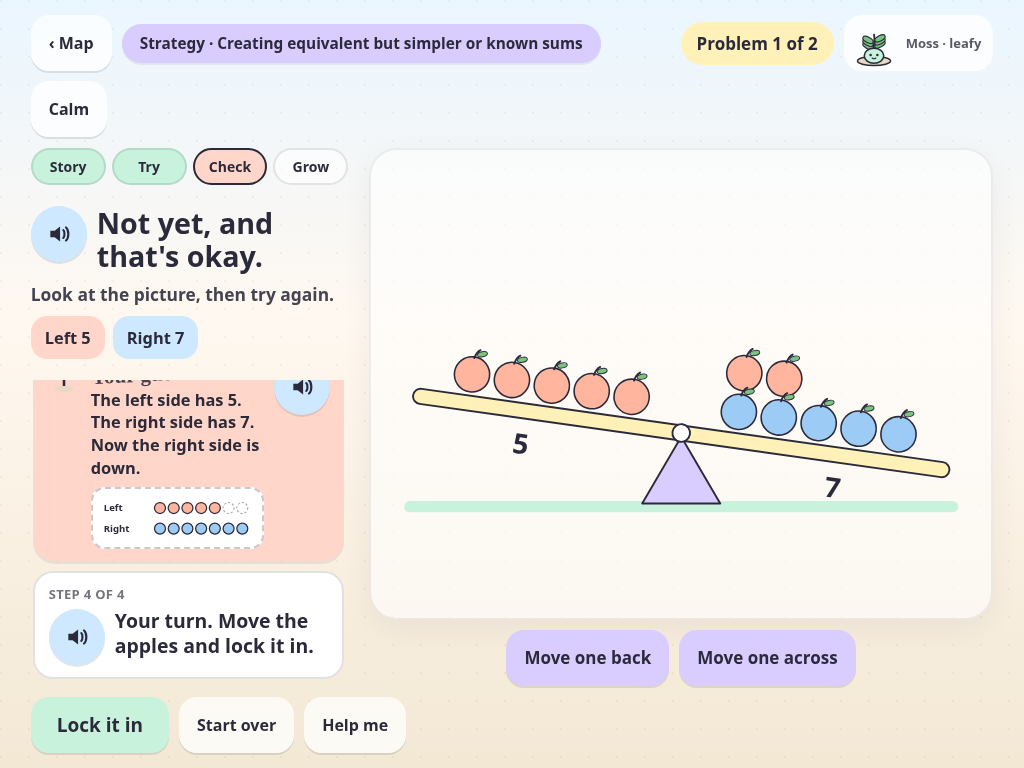 ‹ Map
Strategy · Creating equivalent but simpler or known sums
Problem 1 of 2
Moss · leafy
Calm
Story
Try
Check
Grow
Not yet, and
that's okay.
Look at the picture, then try again.
Left 5
Right 7
The left side has 5.
The right side has 7.
Now the right side is
down.
Left
Right
STEP 4 OF 4
Your turn. Move the
apples and lock it in.
5
7
Move one back
Move one across
Lock it in
Start over
Help me